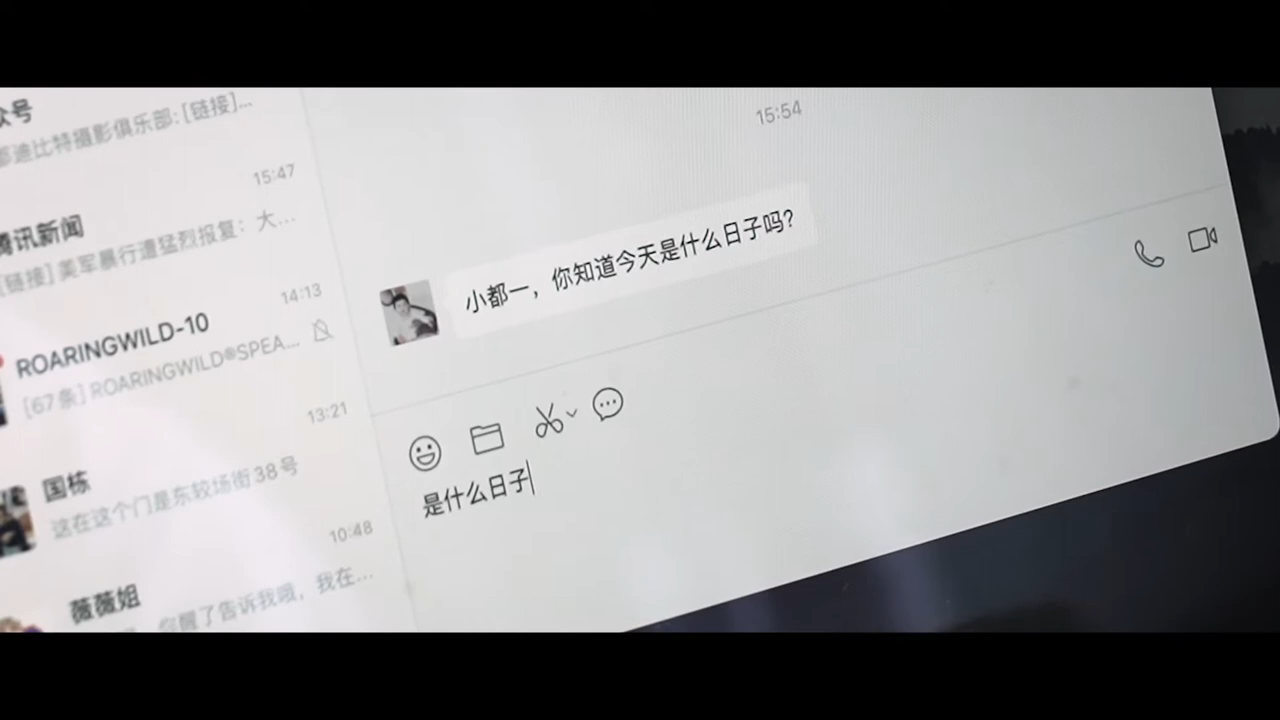 众号
都迪比特摄影俱乐部: [链接]...
15:47
腾讯新闻
[链接] 美军暴行遭猛烈报复：大...
14:13
ROARINGWILD-10
[67条] ROARINGWILD®SPEA...
13:21
国栋
这在这个门是东较场街38号
10:48
薇薇姐
你醒了告诉我哦，我在...
15:54
小都一，你知道今天是什么日子吗?
是什么日子